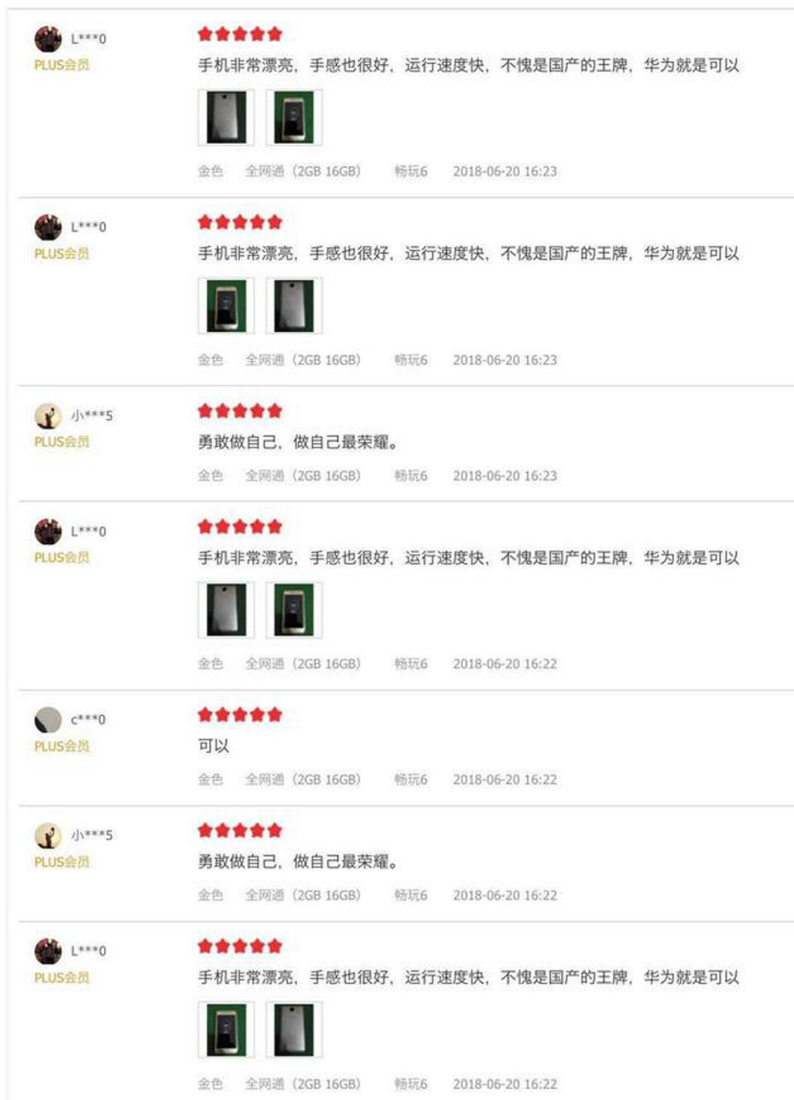 L***0
PLUS会员
手机非常漂亮，手感也很好，运行速度快，不愧是国产的王牌，华为就是可以
金色 全网通（2GB 16GB） 畅玩6 2018-06-20 16:23
L***0
PLUS会员
手机非常漂亮，手感也很好，运行速度快，不愧是国产的王牌，华为就是可以
金色 全网通（2GB 16GB） 畅玩6 2018-06-20 16:23
小***5
PLUS会员
勇敢做自己，做自己最荣耀。
金色 全网通（2GB 16GB） 畅玩6 2018-06-20 16:23
L***0
PLUS会员
手机非常漂亮，手感也很好，运行速度快，不愧是国产的王牌，华为就是可以
金色 全网通（2GB 16GB） 畅玩6 2018-06-20 16:22
c***0
PLUS会员
可以
金色 全网通（2GB 16GB） 畅玩6 2018-06-20 16:22
小***5
PLUS会员
勇敢做自己，做自己最荣耀。
金色 全网通（2GB 16GB） 畅玩6 2018-06-20 16:22
L***0
PLUS会员
手机非常漂亮，手感也很好，运行速度快，不愧是国产的王牌，华为就是可以
金色 全网通（2GB 16GB） 畅玩6 2018-06-20 16:22